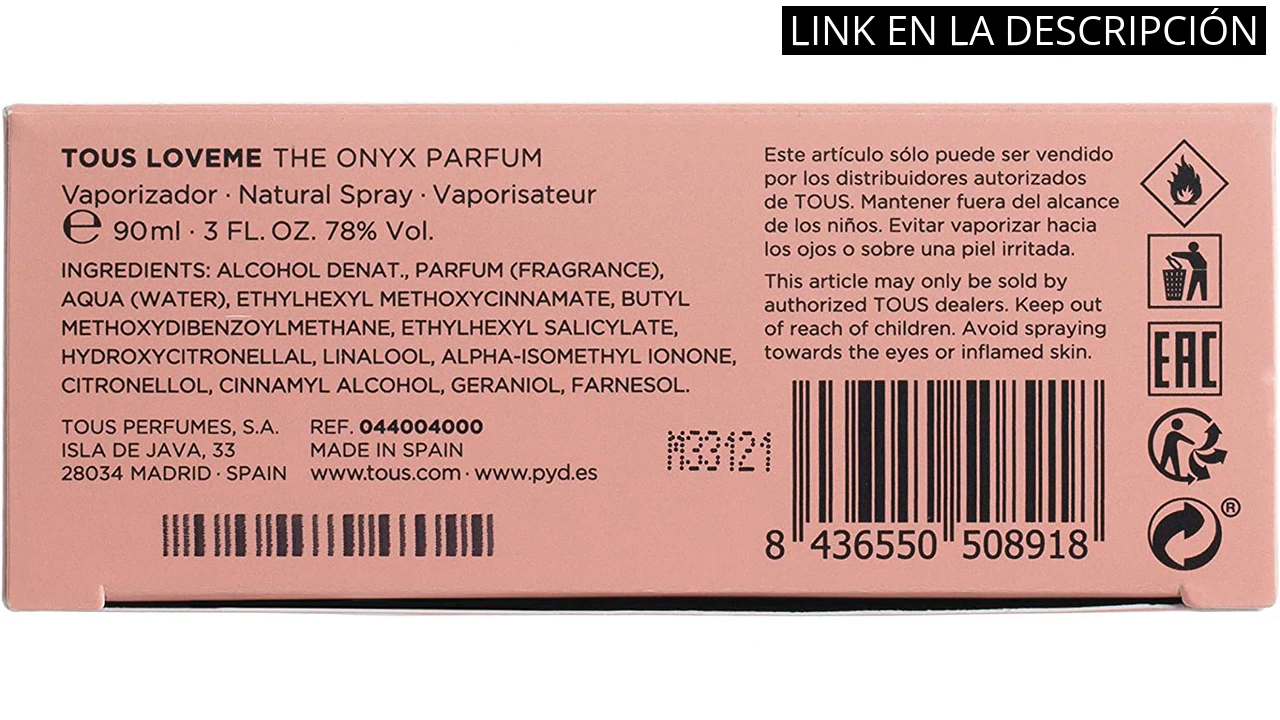 LINK EN LA DESCRIPCIÓN
TOUS LOVEME THE ONYX PARFUM
Vaporizador · Natural Spray · Vaporisateur
℮ 90ml · 3 FL. OZ. 78% Vol.
INGREDIENTS: ALCOHOL DENAT., PARFUM (FRAGRANCE),
AQUA (WATER), ETHYLHEXYL METHOXYCINNAMATE, BUTYL
METHOXYDIBENZOYLMETHANE, ETHYLHEXYL SALICYLATE,
HYDROXYCITRONELLAL, LINALOOL, ALPHA-ISOMETHYL IONONE,
CITRONELLOL, CINNAMYL ALCOHOL, GERANIOL, FARNESOL.
TOUS PERFUMES, S.A.
ISLA DE JAVA, 33
28034 MADRID · SPAIN
REF. 044004000
MADE IN SPAIN
www.tous.com · www.pyd.es
M33121
Este artículo sólo puede ser vendido
por los distribuidores autorizados
de TOUS. Mantener fuera del alcance
de los niños. Evitar vaporizar hacia
los ojos o sobre una piel irritada.
This article may only be sold by
authorized TOUS dealers. Keep out
of reach of children. Avoid spraying
towards the eyes or inflamed skin.
8 436550 508918
EAC
®